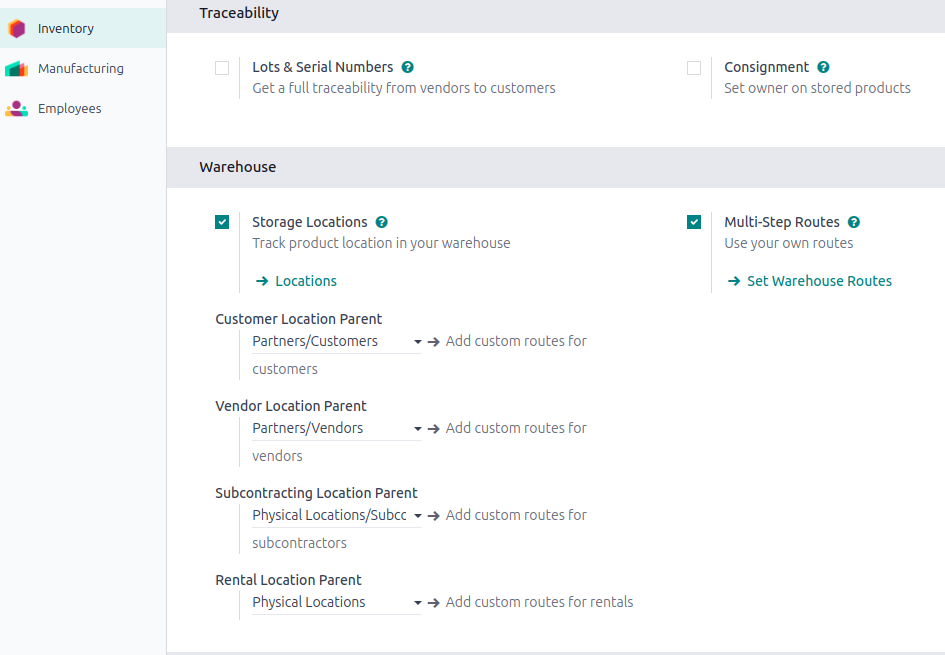 Inventory
Manufacturing
Employees
Traceability
Lots & Serial Numbers
Get a full traceability from vendors to customers
Consignment
Set owner on stored products
Warehouse
Storage Locations
Track product location in your warehouse
→ Locations
Multi-Step Routes
Use your own routes
→ Set Warehouse Routes
Customer Location Parent
Partners/Customers → Add custom routes for
customers
Vendor Location Parent
Partners/Vendors → Add custom routes for
vendors
Subcontracting Location Parent
Physical Locations/Subcc → Add custom routes for
subcontractors
Rental Location Parent
Physical Locations → Add custom routes for rentals